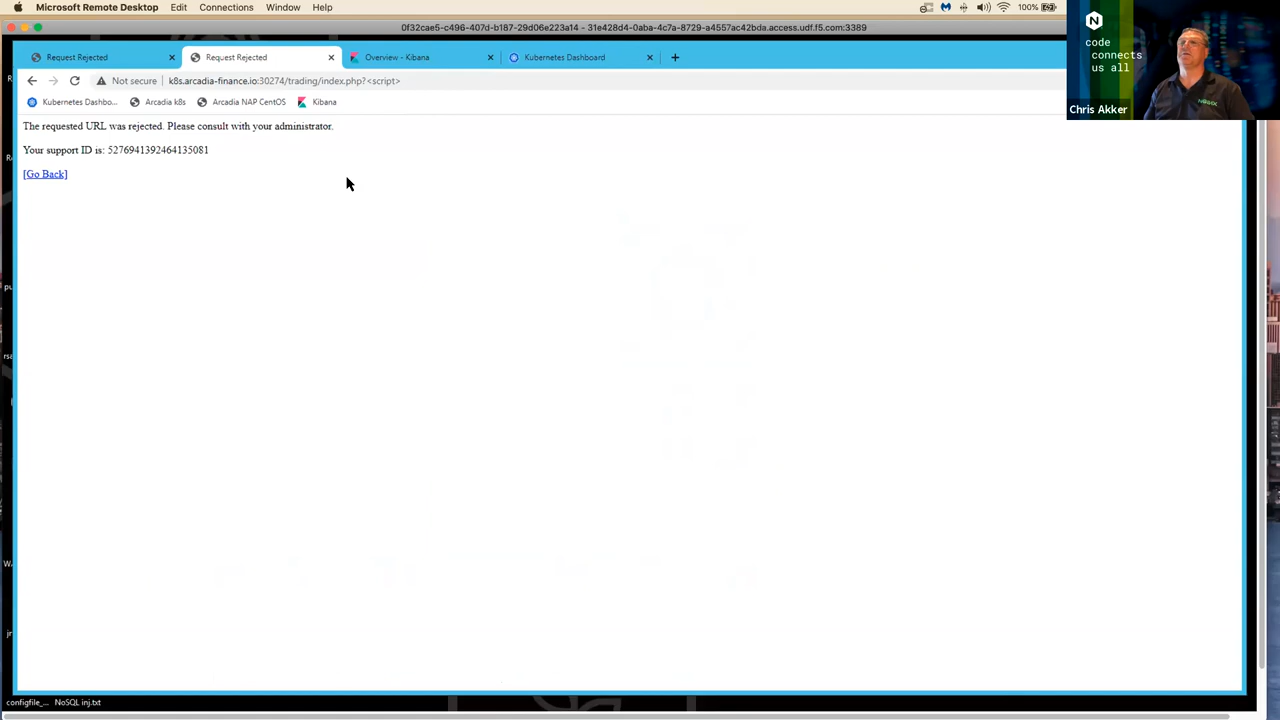 Microsoft Remote Desktop Edit Connections Window Help
100%
0f32cae5-c496-407d-b187-29d06e223a14 - 31e428d4-0aba-4c7a-8729-a4557ac42bda.access.udf.f5.com:3389
Request Rejected
Request Rejected
Overview - Kibana
Kubernetes Dashboard
Not secure
k8s.arcadia-finance.io:30274/trading/index.php?<script>
Kubernetes Dashbo...
Arcadia k8s
Arcadia NAP CentOS
Kibana
The requested URL was rejected. Please consult with your administrator.
Your support ID is: 5276941392464135081
[Go Back]
code
connects
us all
NGINX
Chris Akker
configfile_...
NoSQL inj.txt